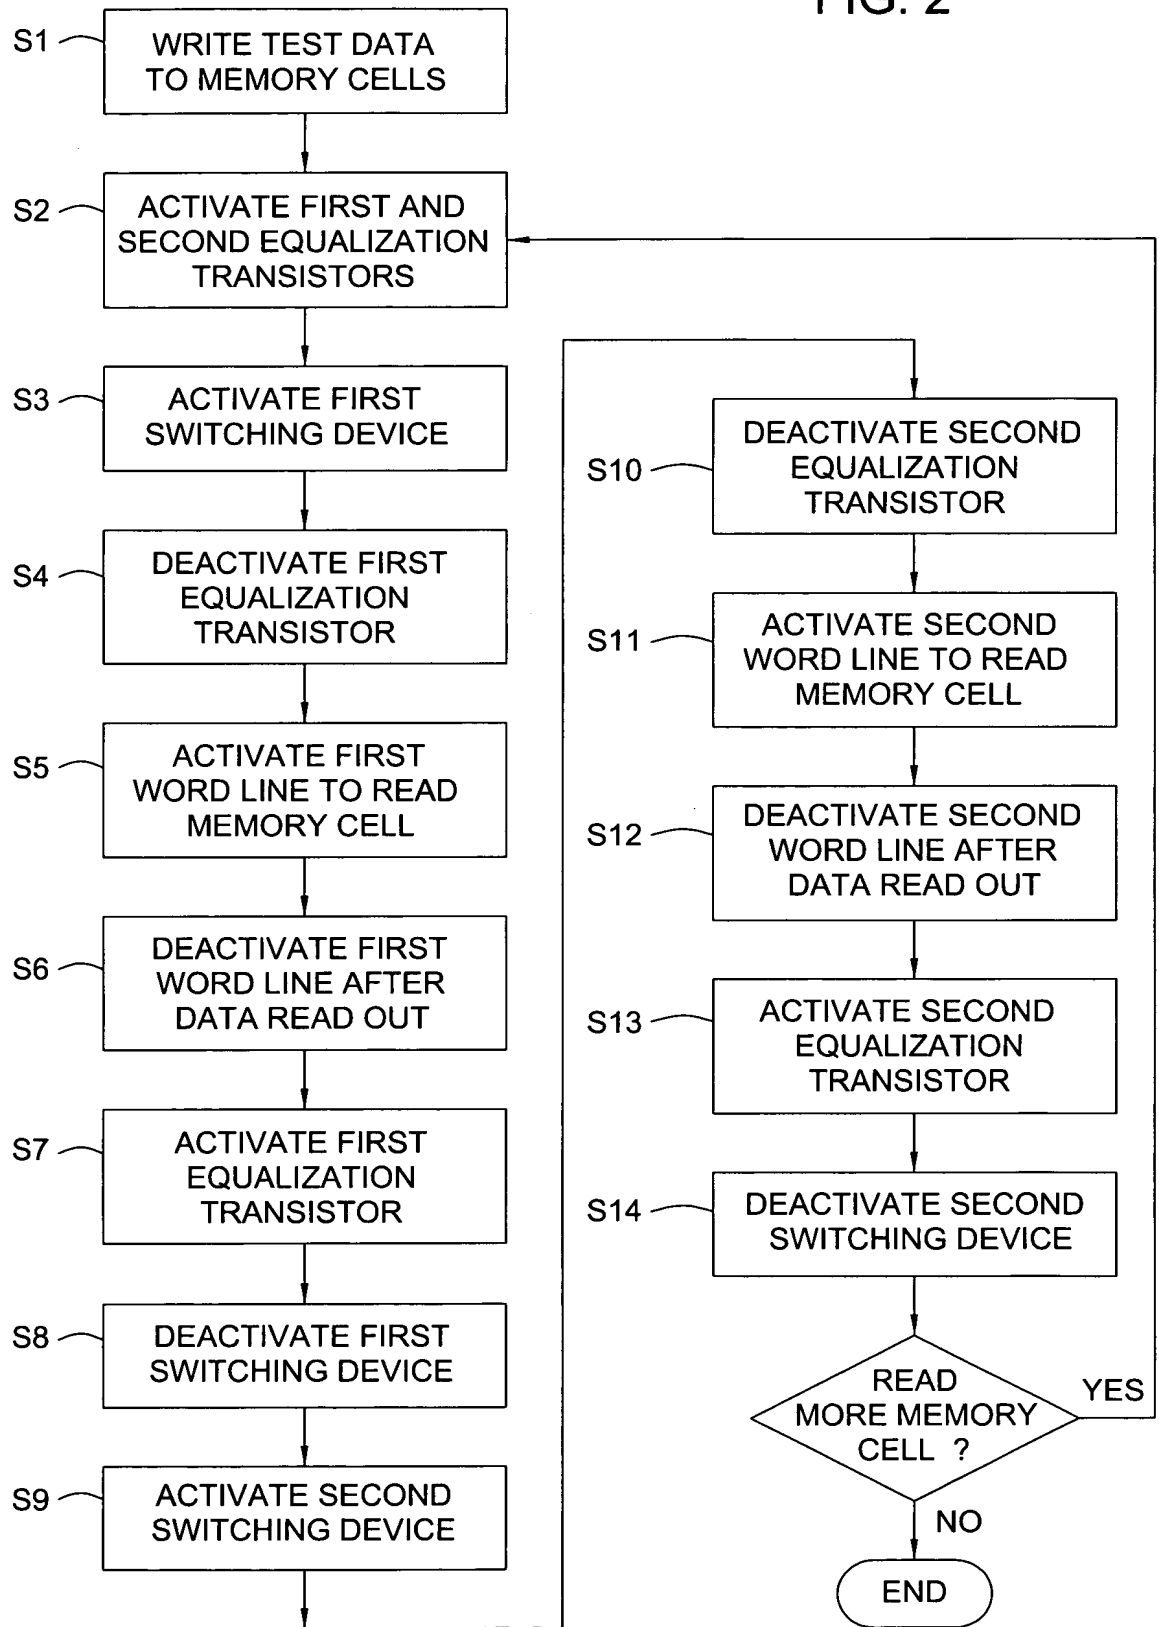 FIG. 2
S1
WRITE TEST DATA
TO MEMORY CELLS
S2
ACTIVATE FIRST AND
SECOND EQUALIZATION
TRANSISTORS
S3
ACTIVATE FIRST
SWITCHING DEVICE
S4
DEACTIVATE FIRST
EQUALIZATION
TRANSISTOR
S5
ACTIVATE FIRST
WORD LINE TO READ
MEMORY CELL
S6
DEACTIVATE FIRST
WORD LINE AFTER
DATA READ OUT
S7
ACTIVATE FIRST
EQUALIZATION
TRANSISTOR
S8
DEACTIVATE FIRST
SWITCHING DEVICE
S9
ACTIVATE SECOND
SWITCHING DEVICE
S10
DEACTIVATE SECOND
EQUALIZATION
TRANSISTOR
S11
ACTIVATE SECOND
WORD LINE TO READ
MEMORY CELL
S12
DEACTIVATE SECOND
WORD LINE AFTER
DATA READ OUT
S13
ACTIVATE SECOND
EQUALIZATION
TRANSISTOR
S14
DEACTIVATE SECOND
SWITCHING DEVICE
READ
MORE MEMORY
CELL ?
YES
NO
END